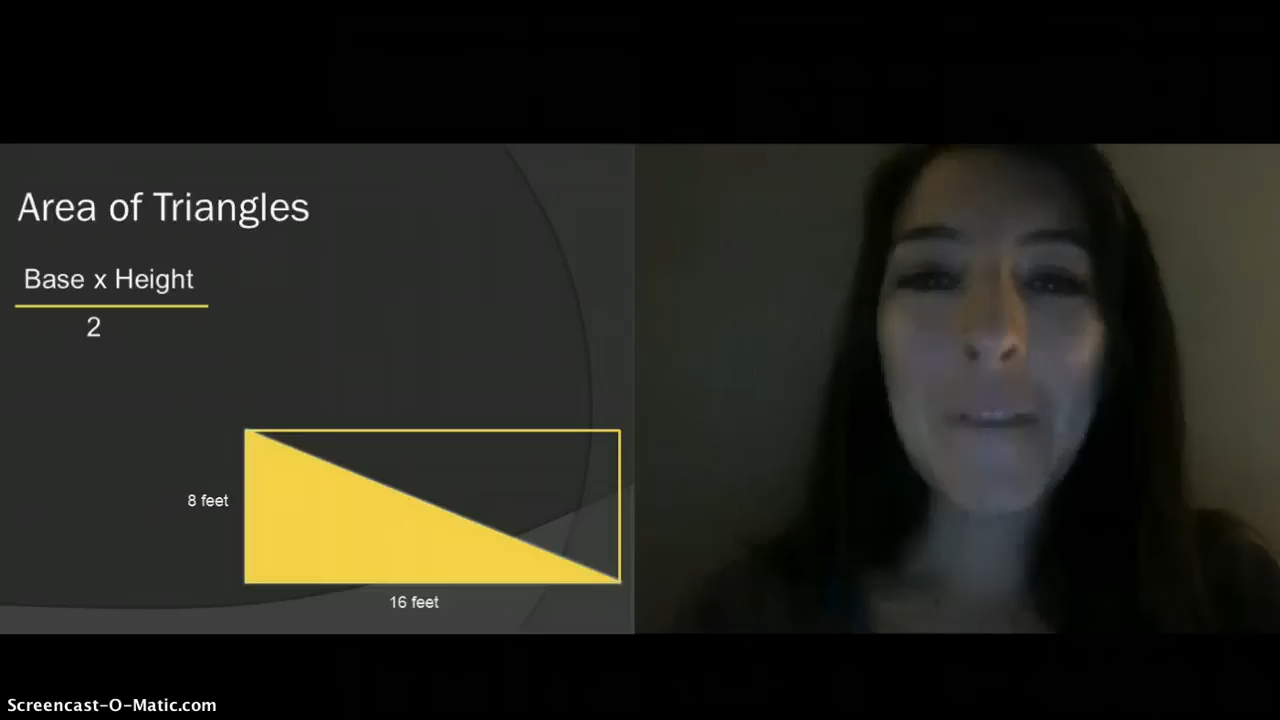 Area of Triangles
Base x Height
2
8 feet
16 feet
Screencast-O-Matic.com